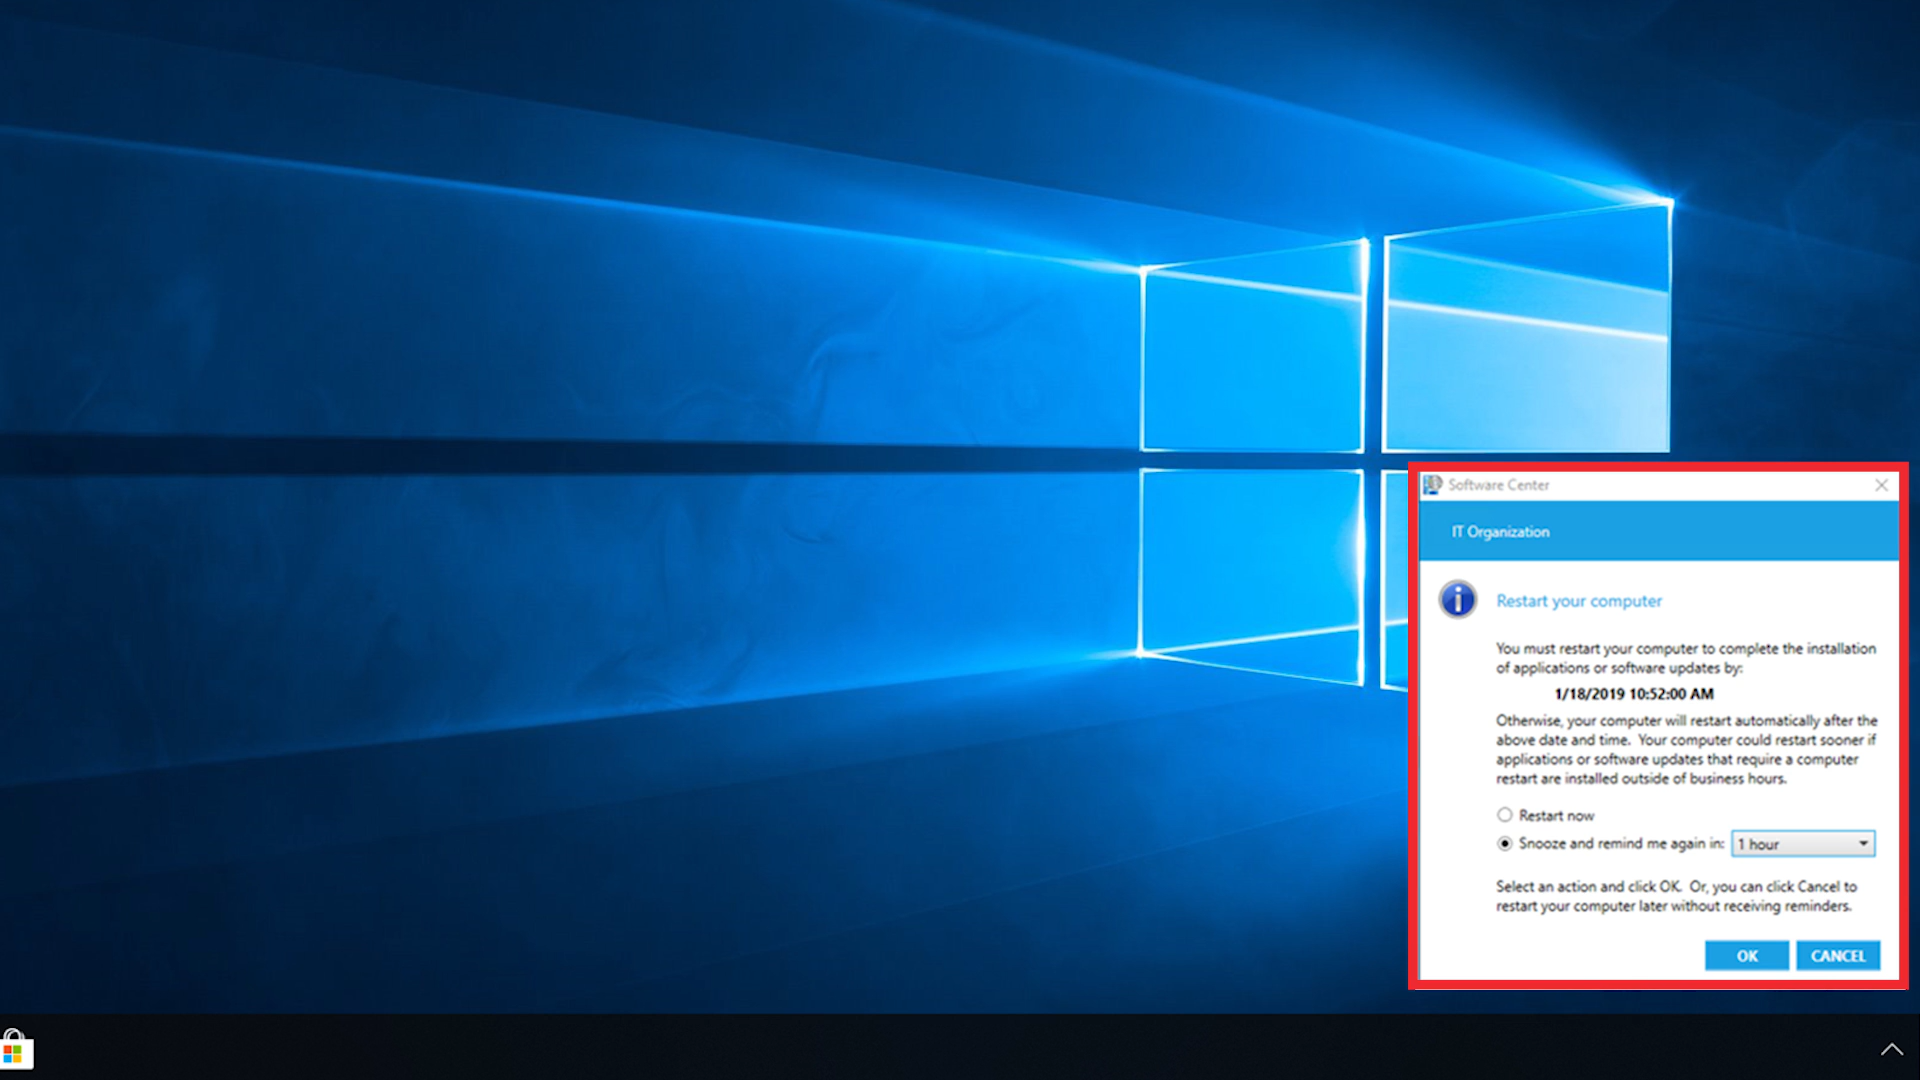 Software Center
IT Organization
Restart your computer
You must restart your computer to complete the installation
of applications or software updates by:
1/18/2019 10:52:00 AM
Otherwise, your computer will restart automatically after the
above date and time.  Your computer could restart sooner if
applications or software updates that require a computer
restart are installed outside of business hours.
Restart now
Snooze and remind me again in: 1 hour
Select an action and click OK.  Or, you can click Cancel to
restart your computer later without receiving reminders.
OK CANCEL